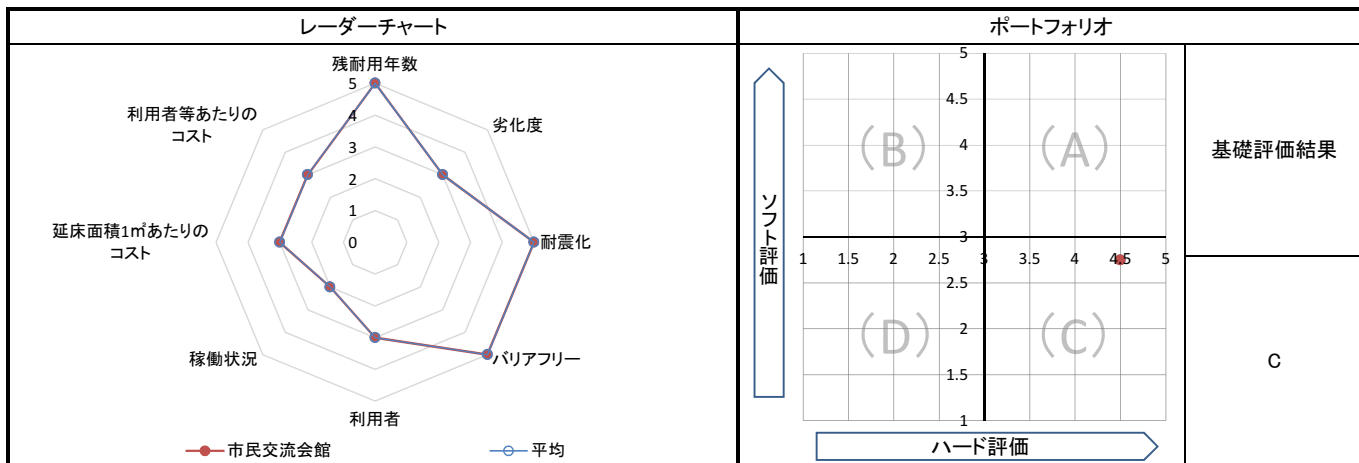 レーダーチャート
残耐用年数
劣化度
耐震化
バリアフリー
利用者
稼働状況
延床面積1㎡あたりの
コスト
利用者等あたりの
コスト
5
4
3
2
1
0
市民交流会館
平均
ポートフォリオ
ソフト評価
5
4.5
4
3.5
3
2.5
2
1.5
1
1 1.5 2 2.5 3 3.5 4 4.5 5
(B)
(A)
(D)
(C)
ハード評価
基礎評価結果
C